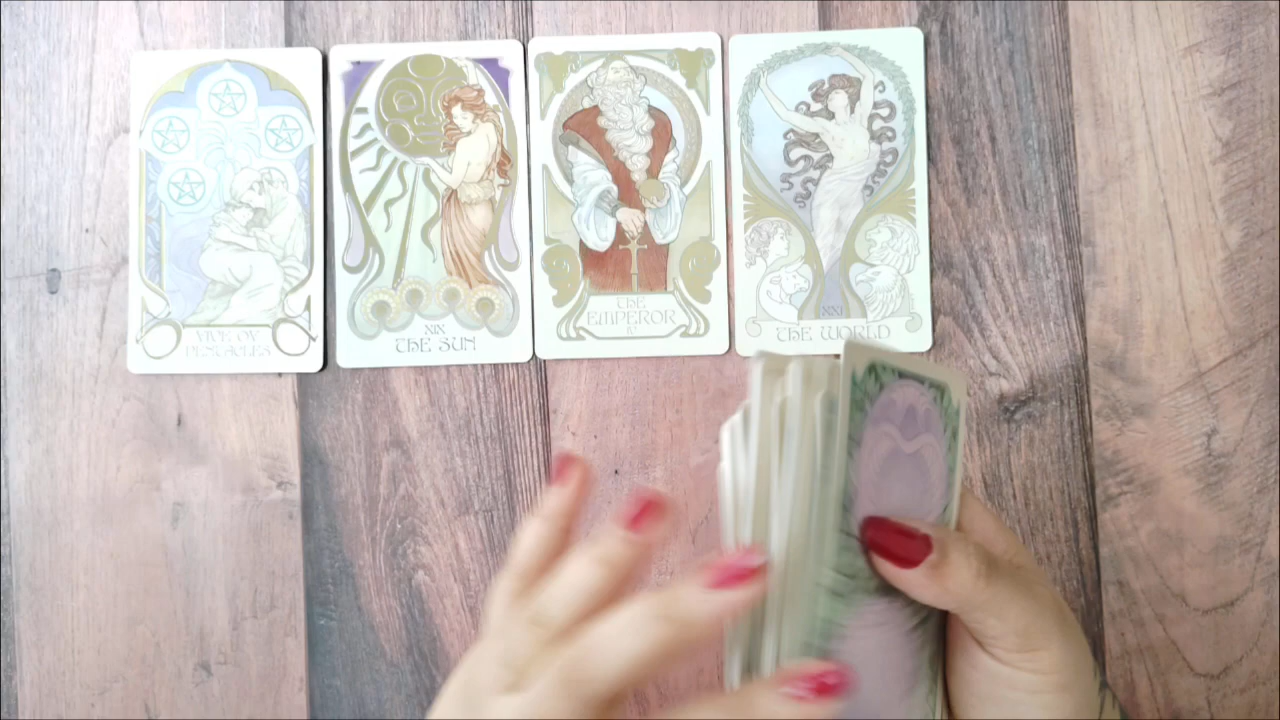 FIVE OF
PENTACLES
XIX
THE SUN
THE
EMPEROR
IV
XXI
THE WORLD